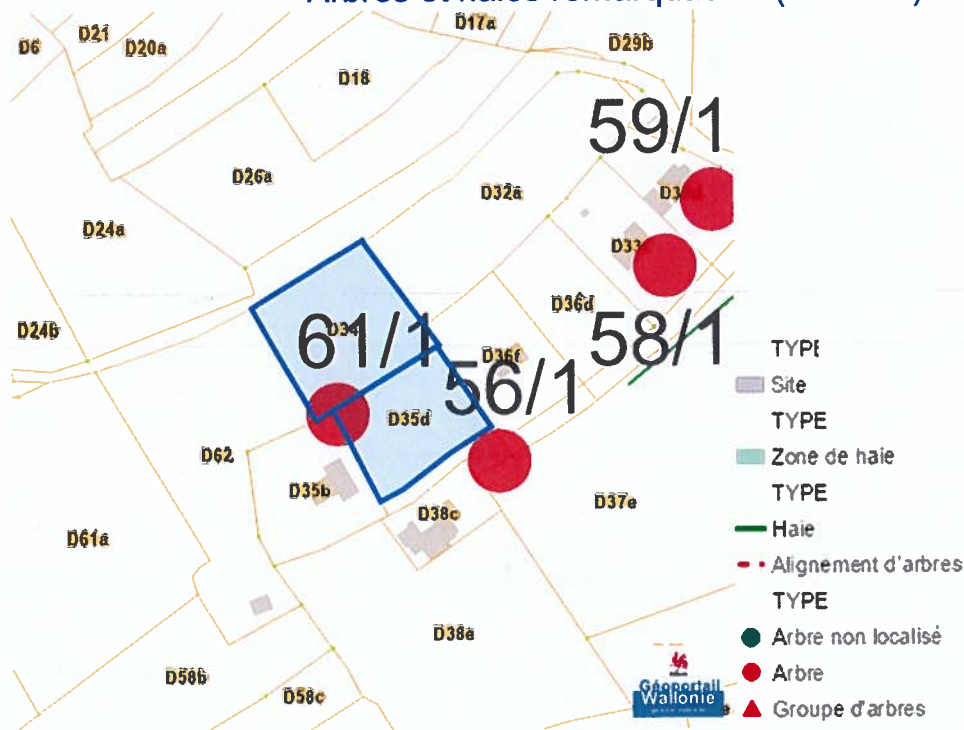 D17a
D21
D6
D20a
D29b
D18
59/1
D26a
D32a
D24a
D33
D36d
D24b
D34
61/1
58/1
D36f
56/1
D35d
D62
D35b
D37e
D38c
D61a
D38e
D58b
D58c
TYPE
Site
TYPE
Zone de haie
TYPE
Haie
Alignement d'arbres
TYPE
Arbre non localisé
Arbre
Groupe d'arbres
Géoportail
Wallonie